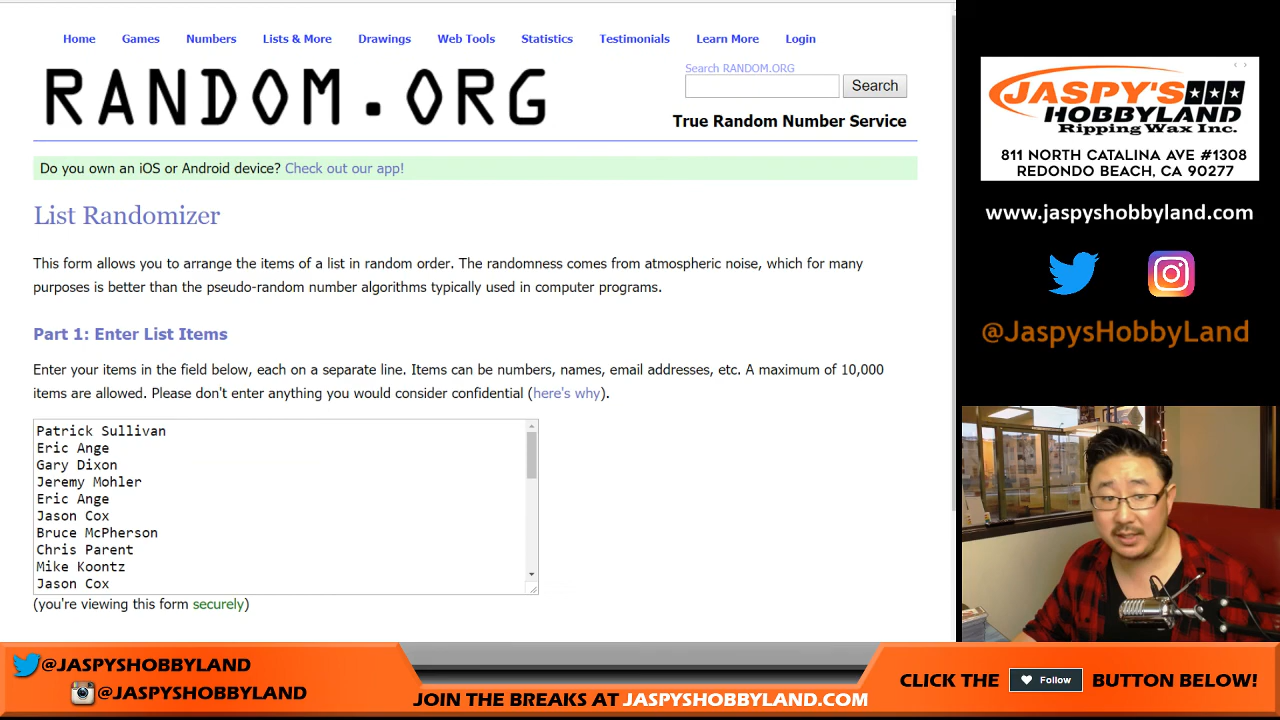 Home Games Numbers Lists & More Drawings Web Tools Statistics Testimonials Learn More Login
RANDOM.ORG
Search RANDOM.ORG
Search
True Random Number Service
Do you own an iOS or Android device? Check out our app!
List Randomizer
This form allows you to arrange the items of a list in random order. The randomness comes from atmospheric noise, which for many
purposes is better than the pseudo-random number algorithms typically used in computer programs.
Part 1: Enter List Items
Enter your items in the field below, each on a separate line. Items can be numbers, names, email addresses, etc. A maximum of 10,000
items are allowed. Please don't enter anything you would consider confidential (here's why).
Patrick Sullivan
Eric Ange
Gary Dixon
Jeremy Mohler
Eric Ange
Jason Cox
Bruce McPherson
Chris Parent
Mike Koontz
Jason Cox
(you're viewing this form securely)
JASPY'S
HOBBYLAND
Ripping Wax Inc.
811 NORTH CATALINA AVE #1308
REDONDO BEACH, CA 90277
www.jaspyshobbyland.com
@JaspysHobbyLand
@JASPYSHOBBYLAND
@JASPYSHOBBYLAND
JOIN THE BREAKS AT JASPYSHOBBYLAND.COM
CLICK THE Follow BUTTON BELOW!